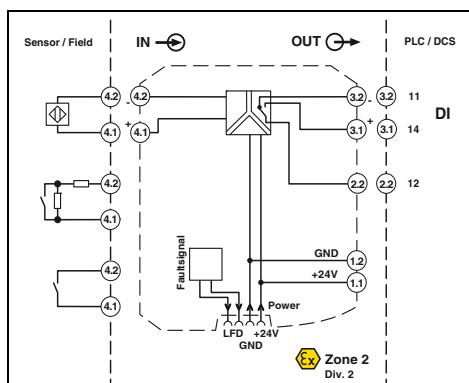 Sensor / Field
IN
OUT
PLC / DCS
4.2
4.2
-
3.2
-
3.2
11
DI
4.1
+
4.1
3.1
+
3.1
14
4.2
2.2
2.2
12
4.1
Faultsignal
GND
1.2
4.2
+24V
1.1
4.1
Power
LFD
+24V
GND
Ex
Zone 2
Div. 2